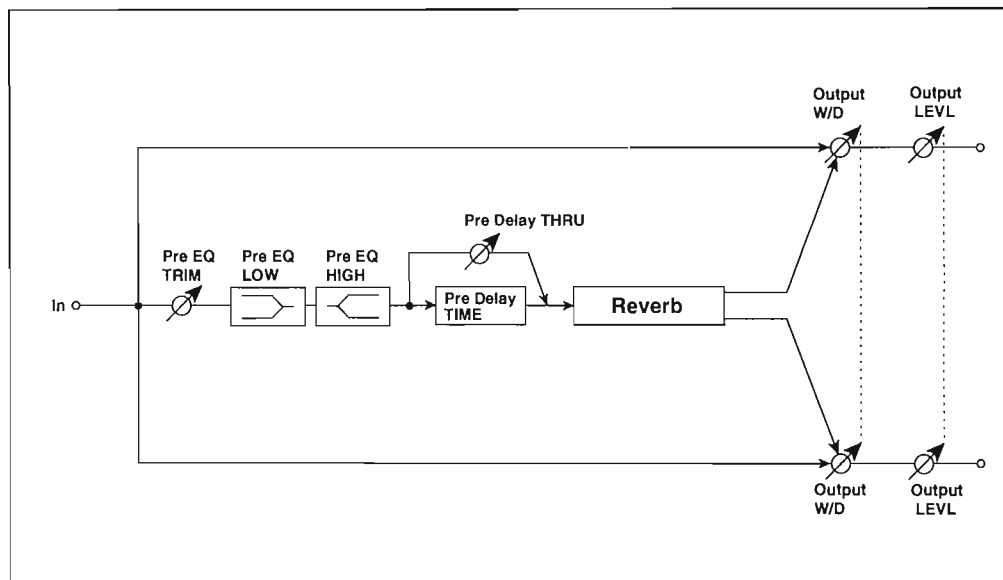 Output
W/D
Output
LEVL
Pre Delay THRU
Pre EQ
TRIM
Pre EQ
LOW
Pre EQ
HIGH
In
Pre Delay
TIME
Reverb
Output
W/D
Output
LEVL